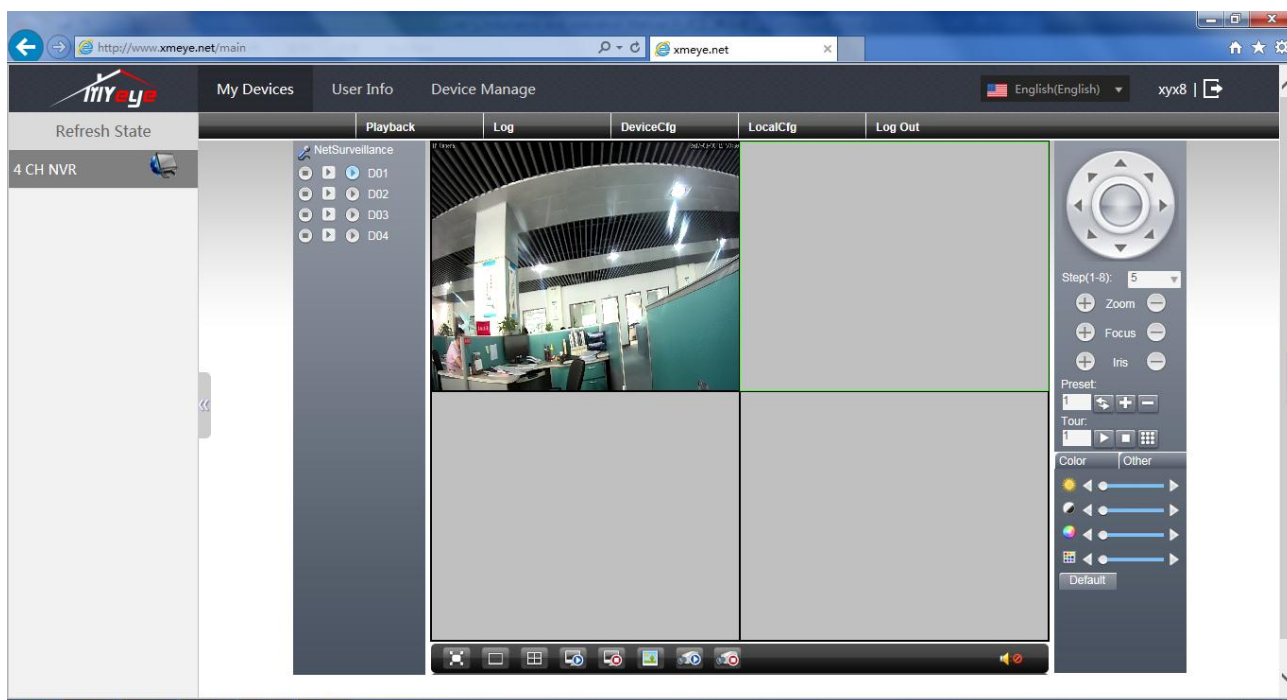 http://www.xmeye.net/main
xmeye.net
myeye
My Devices
User Info
Device Manage
English(English)
xyx8 |
Refresh State
Playback
Log
DeviceCfg
LocalCfg
Log Out
4 CH NVR
NetSurveillance
D01
D02
D03
D04
Step(1-8): 5
Zoom
Focus
Iris
Preset:
1
Tour:
1
Color
Other
Default